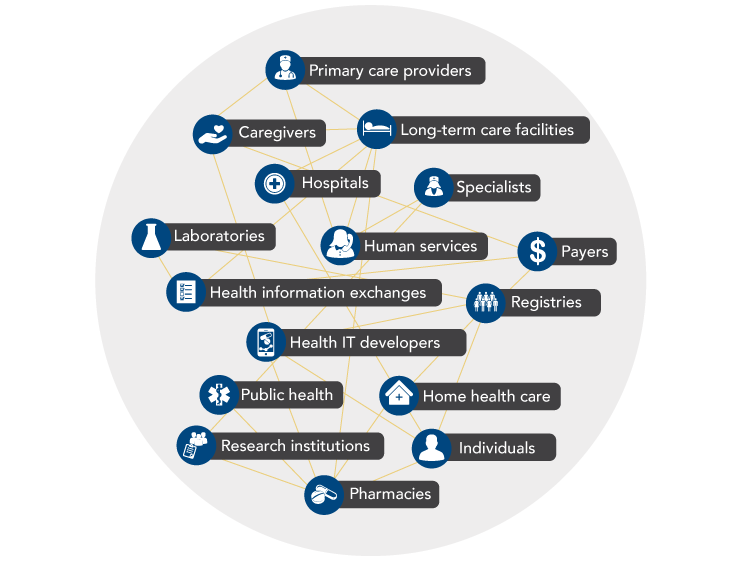 Primary care providers
Caregivers
Long-term care facilities
Hospitals
Specialists
Laboratories
Human services
Payers
Health information exchanges
Registries
Health IT developers
Public health
Home health care
Research institutions
Individuals
Pharmacies